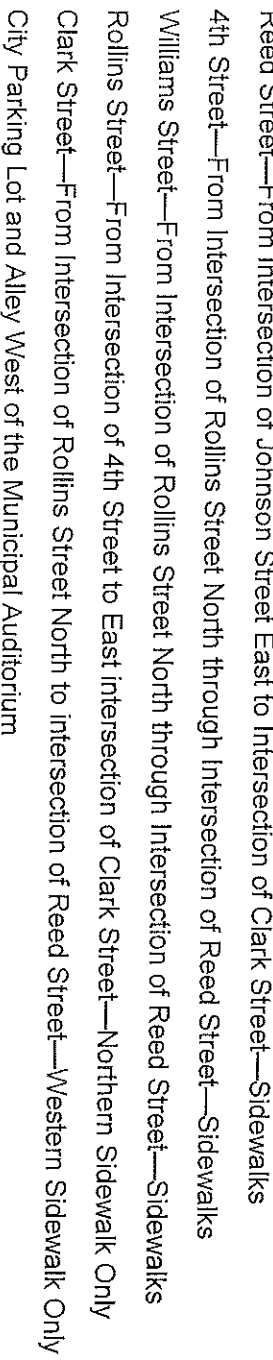 Reed Street—From Intersection of Johnson Street East to Intersection of Clark Street—Sidewalks
4th Street—From Intersection of Rollins Street North through Intersection of Reed Street—Sidewalks
Williams Street—From Intersection of Rollins Street North through Intersection of Reed Street—Sidewalks
Rollins Street—From Intersection of 4th Street to East intersection of Clark Street—Northern Sidewalk Only
Clark Street—From Intersection of Rollins Street North to intersection of Reed Street—Western Sidewalk Only
City Parking Lot and Alley West of the Municipal Auditorium